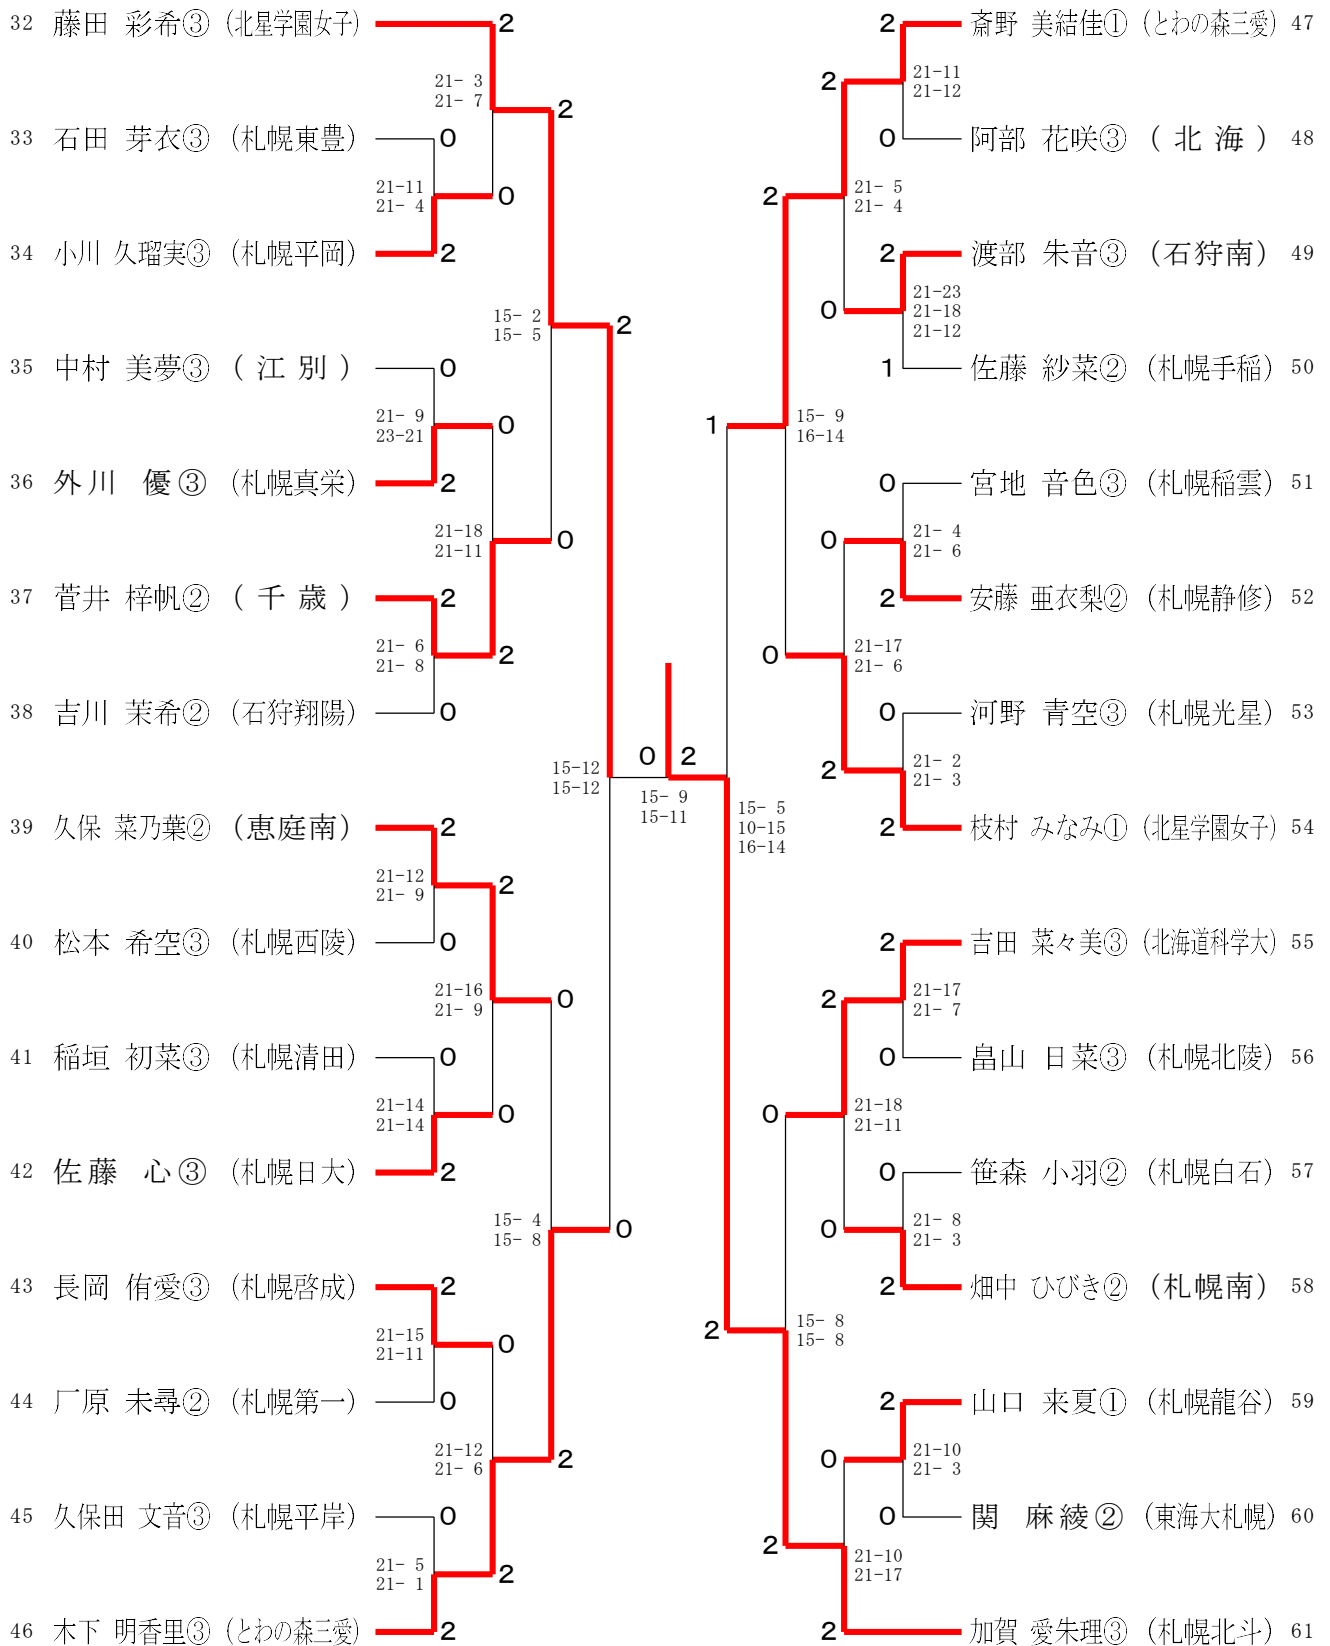 32 藤田 彩希③ (北星学園女子) 2
21- 3
21- 7
2
33 石田 芽衣③ (札幌東豊) 0
21-11
21- 4
0
34 小川 久瑠実③ (札幌平岡) 2
15- 2
15- 5
2
35 中村 美夢③ (江別) 0
21- 9
23-21
0
36 外川 優③ (札幌真栄) 2
21-18
21-11
0
37 菅井 梓帆② (千歳) 2
21- 6
21- 8
2
38 吉川 茉希② (石狩翔陽) 0
15-12
15-12
0 2
15- 9
15-11
39 久保 菜乃葉② (恵庭南) 2
21-12
21- 9
2
40 松本 希空③ (札幌西陵) 0
21-16
21- 9
0
41 稲垣 初菜③ (札幌清田) 0
21-14
21-14
0
42 佐藤 心③ (札幌日大) 2
15- 4
15- 8
0
43 長岡 侑愛③ (札幌啓成) 2
21-15
21-11
0
44 厂原 未尋② (札幌第一) 0
21-12
21- 6
2
45 久保田 文音③ (札幌平岸) 0
21- 5
21- 1
2
46 木下 明香里③ (とわの森三愛) 2
2 斎野 美結佳① (とわの森三愛) 47
2
21-11
21-12
0 阿部 花咲③ (北海) 48
2
21- 5
21- 4
2 渡部 朱音③ (石狩南) 49
0
21-23
21-18
21-12
1 佐藤 紗菜② (札幌手稲) 50
1
15- 9
16-14
0 宮地 音色③ (札幌稲雲) 51
0
21- 4
21- 6
2 安藤 亜衣梨② (札幌静修) 52
0
21-17
21- 6
0 河野 青空③ (札幌光星) 53
2
21- 2
21- 3
2 枝村 みなみ① (北星学園女子) 54
15- 5
10-15
16-14
2 吉田 菜々美③ (北海道科学大) 55
2
21-17
21- 7
0 畠山 日菜③ (札幌北陵) 56
0
21-18
21-11
0 笹森 小羽② (札幌白石) 57
0
21- 8
21- 3
2 畑中 ひびき② (札幌南) 58
2
15- 8
15- 8
2 山口 来夏① (札幌龍谷) 59
0
21-10
21- 3
0 関 麻綾② (東海大札幌) 60
2
21-10
21-17
2 加賀 愛朱理③ (札幌北斗) 61